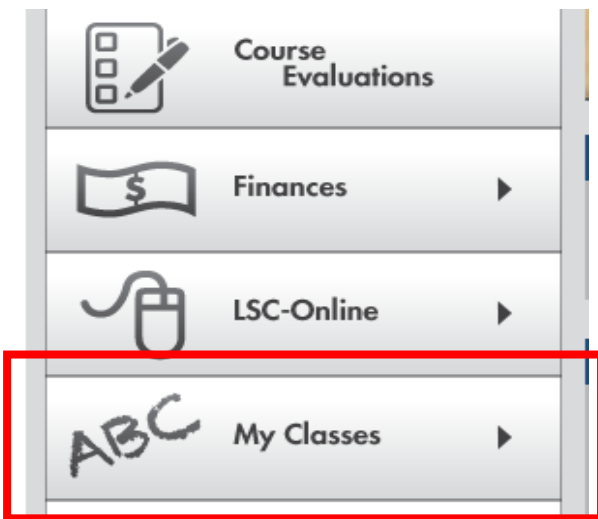 Course
Evaluations
$
Finances
LSC-Online
ABC
My Classes